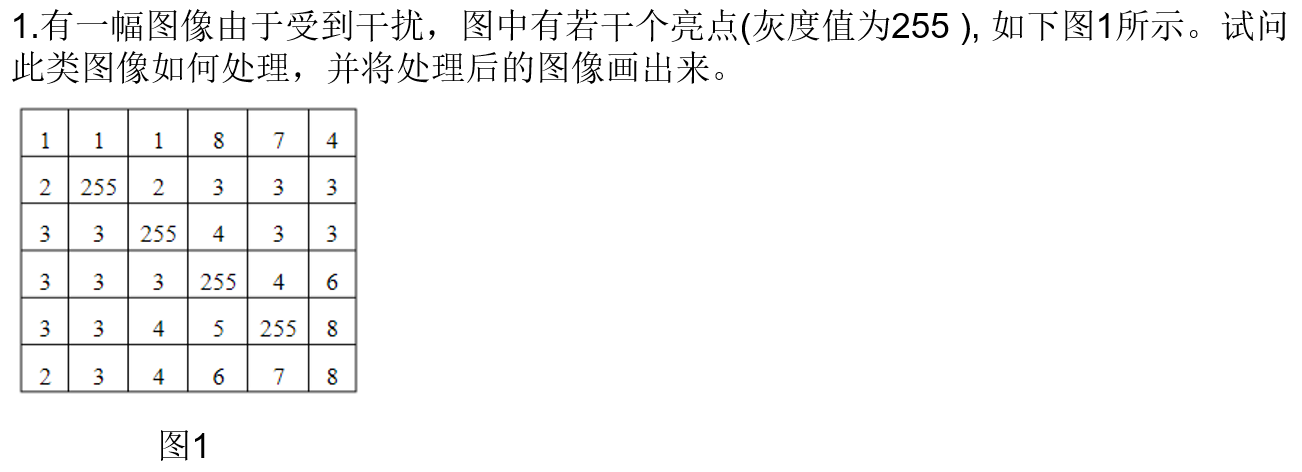 1.有一幅图像由于受到干扰，图中有若干个亮点(灰度值为255 ), 如下图1所示。试问
此类图像如何处理，并将处理后的图像画出来。
1 1 1 8 7 4
2 255 2 3 3 3
3 3 255 4 3 3
3 3 3 255 4 6
3 3 4 5 255 8
2 3 4 6 7 8
图1